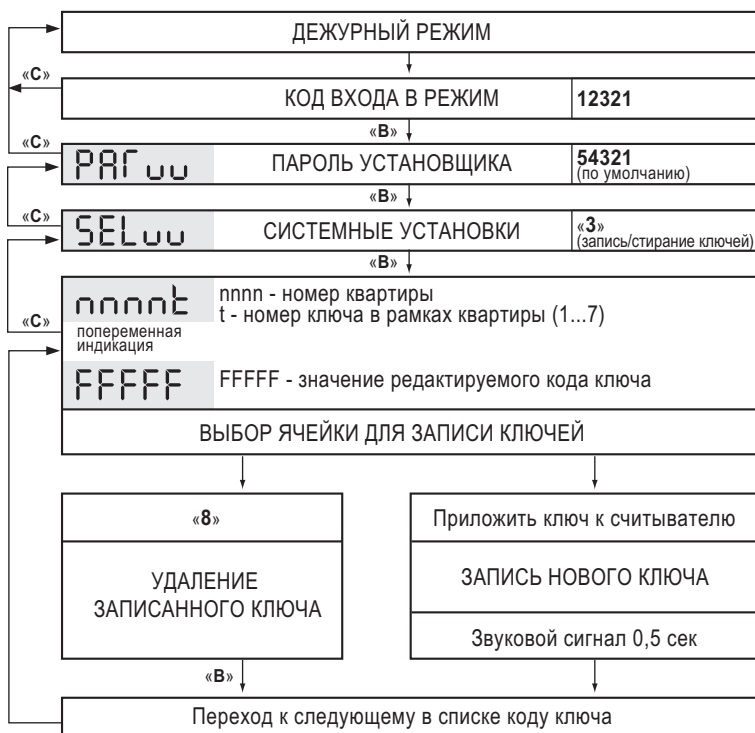 ДЕЖУРНЫЙ РЕЖИМ
«С»
КОД ВХОДА В РЕЖИМ 12321
«В»
«С»
PAГuu ПАРОЛЬ УСТАНОВЩИКА 54321
(по умолчанию)
«В»
«С»
SELuu СИСТЕМНЫЕ УСТАНОВКИ «3»
(запись/стирание ключей)
«В»
«С»
nnnnt nnnn - номер квартиры
t - номер ключа в рамках квартиры (1...7)
попеременная
индикация
FFFFF FFFFF - значение редактируемого кода ключа
ВЫБОР ЯЧЕЙКИ ДЛЯ ЗАПИСИ КЛЮЧЕЙ
«8»
УДАЛЕНИЕ
ЗАПИСАННОГО КЛЮЧА
«В»
Приложить ключ к считывателю
ЗАПИСЬ НОВОГО КЛЮЧА
Звуковой сигнал 0,5 сек
Переход к следующему в списке коду ключа